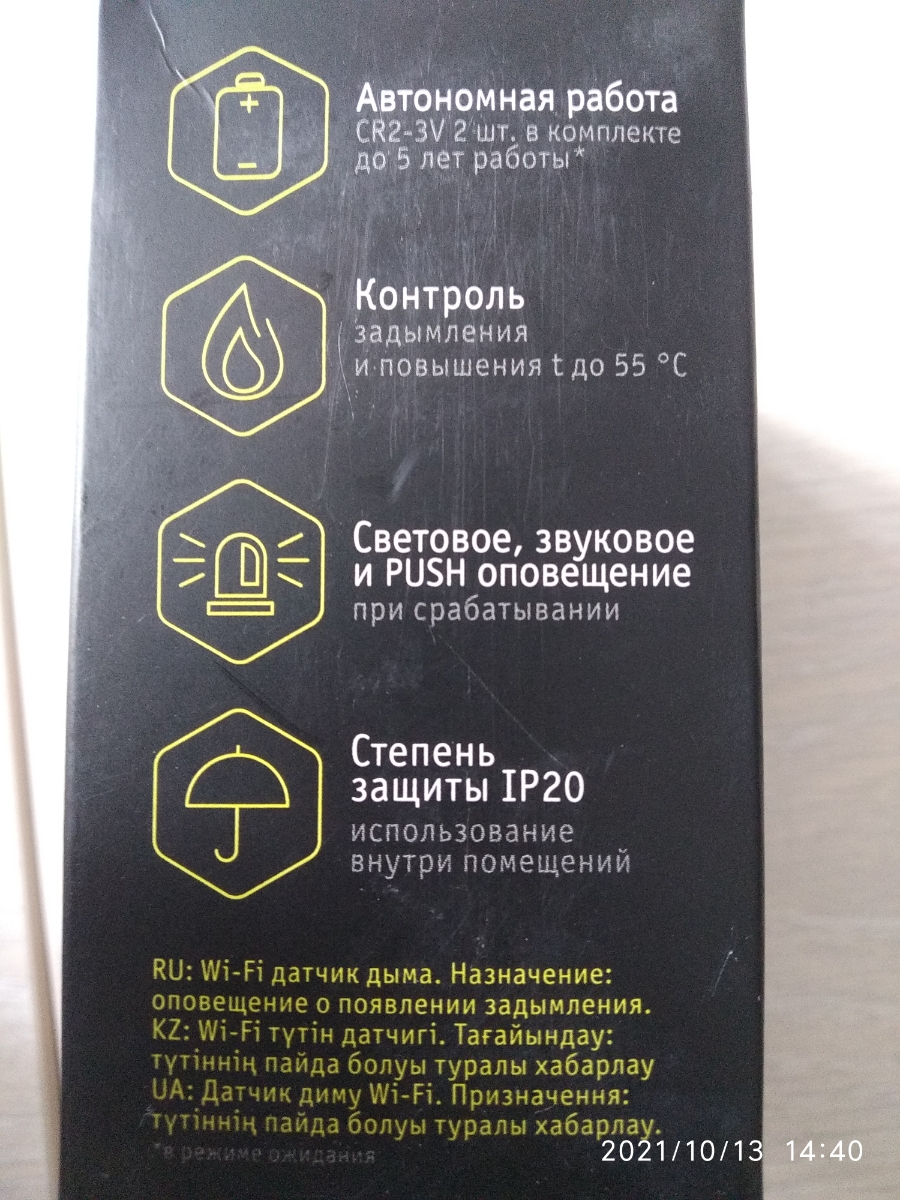 Автономная работа
CR2-3V 2 шт. в комплекте
до 5 лет работы*
Контроль
задымления
и повышения t до 55 °C
Световое, звуковое
и PUSH оповещение
при срабатывании
Степень
защиты IP20
использование
внутри помещений
RU: Wi-Fi датчик дыма. Назначение:
оповещение о появлении задымления.
KZ: Wi-Fi түтін датчигі. Тағайындау:
түтіннің пайда болуы туралы хабарлау
UA: Датчик диму Wi-Fi. Призначення:
түтіннің пайда болуы туралы хабарлау.
*в режиме ожидания
2021/10/13 14:40